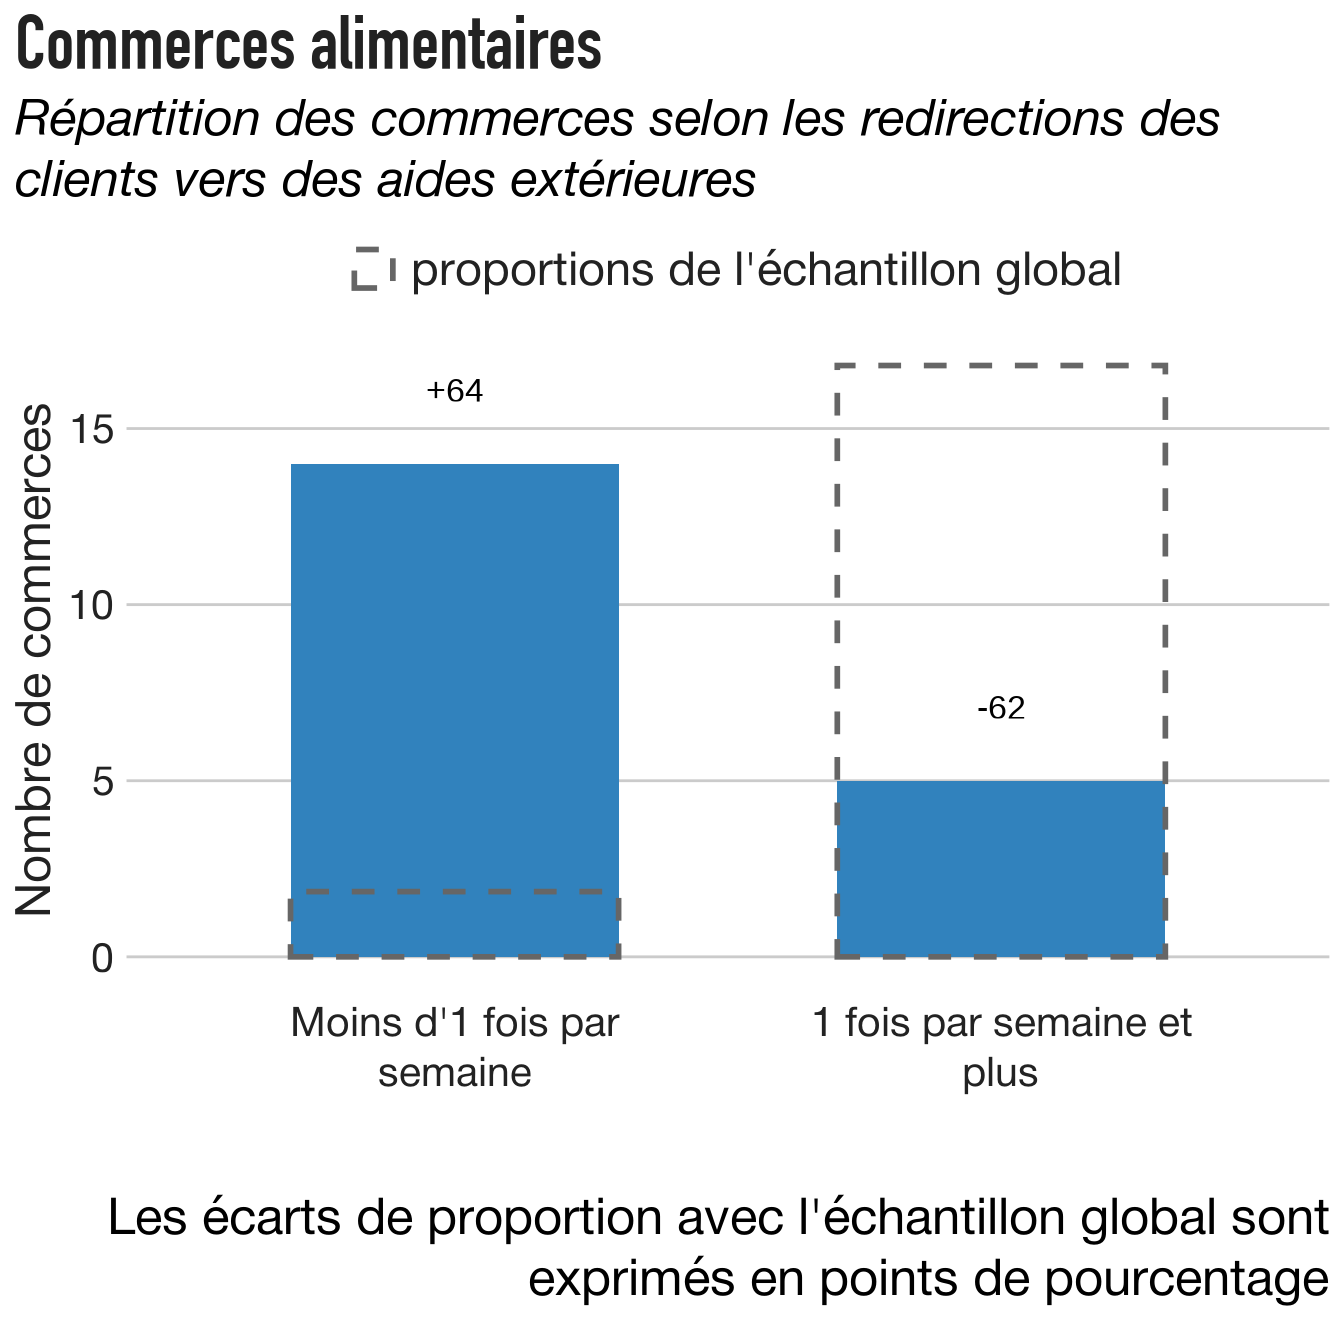 Commerces alimentaires
Répartition des commerces selon les redirections des
clients vers des aides extérieures
proportions de l'échantillon global
Nombre de commerces
15
10
5
0
+64
-62
Moins d'1 fois par
semaine
1 fois par semaine et
plus
Les écarts de proportion avec l'échantillon global sont
exprimés en points de pourcentage